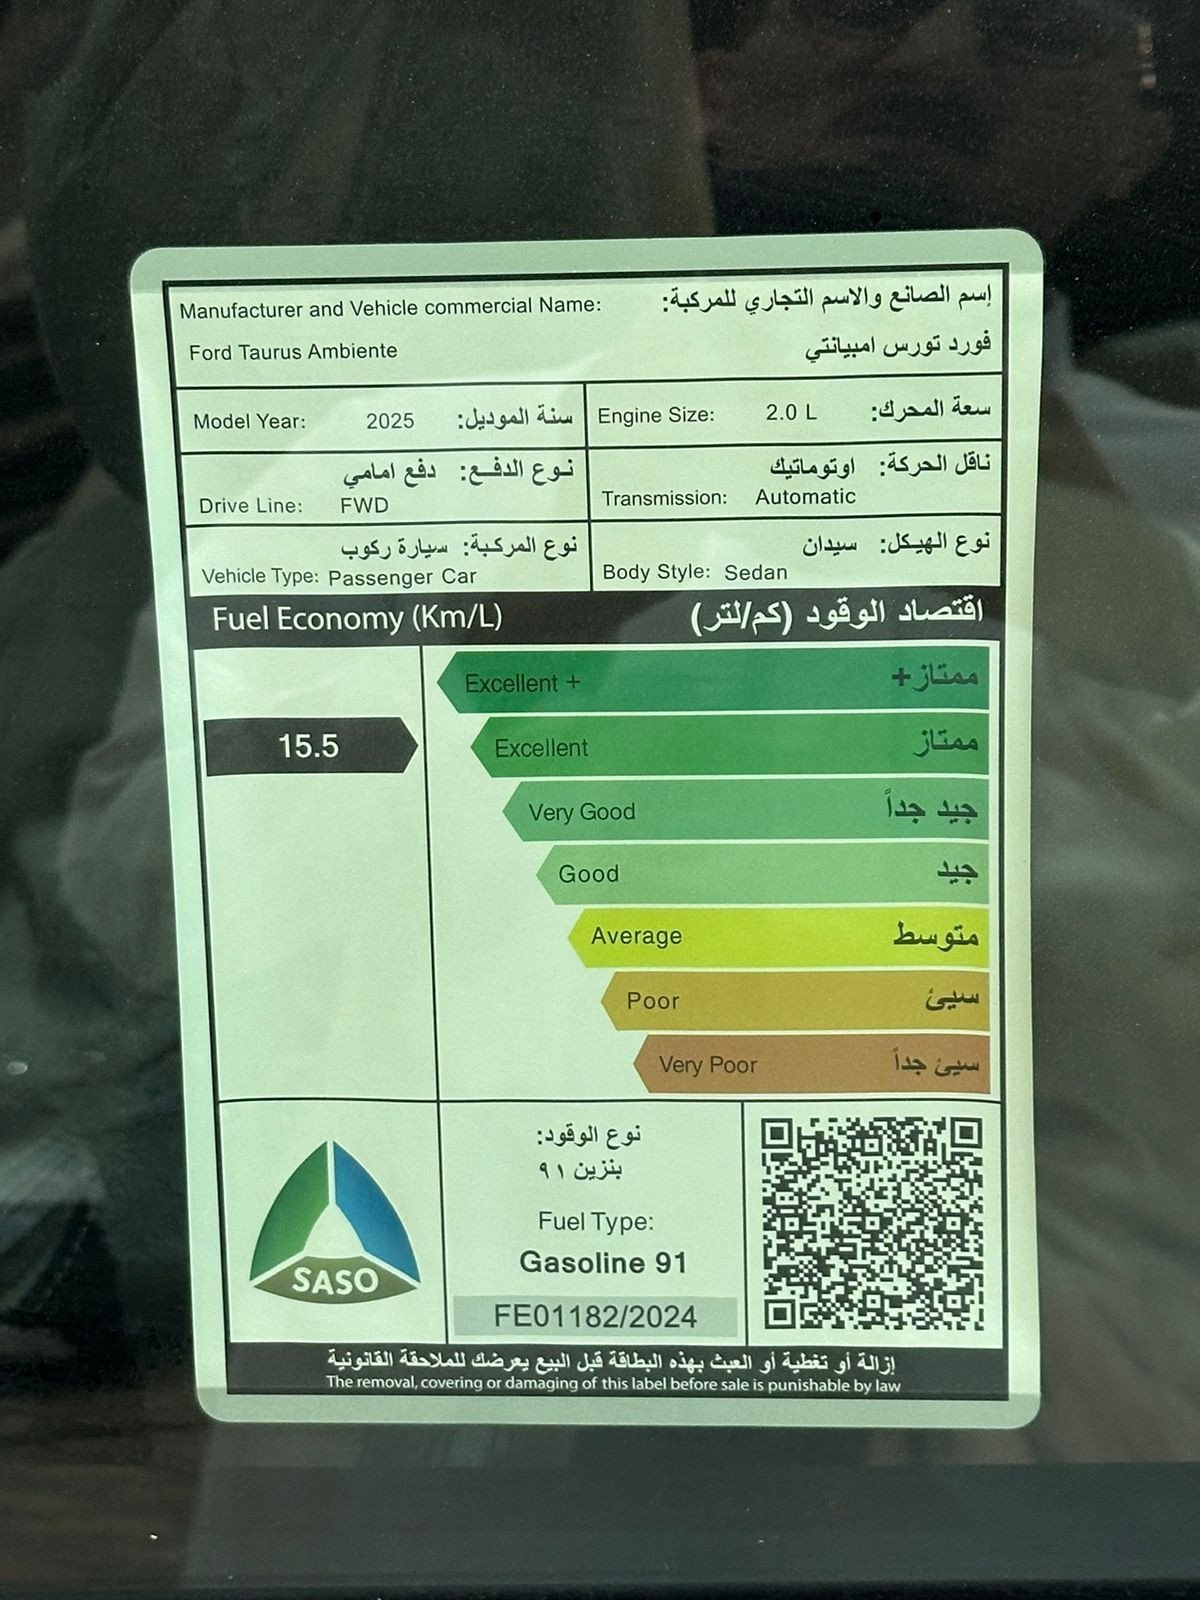 Manufacturer and Vehicle commercial Name: إسم الصانع والاسم التجاري للمركبة:
Ford Taurus Ambiente فورد تورس امبيانتي
Model Year: 2025 سنة الموديل:
Engine Size: 2.0 L سعة المحرك:
نـوع الدفـع: دفع امامي
Drive Line: FWD
ناقل الحركة: اوتوماتيك
Transmission: Automatic
نوع المركـبة: سيارة ركوب
Vehicle Type: Passenger Car
نوع الهيكل: سيدان
Body Style: Sedan
Fuel Economy (Km/L) اقتصاد الوقود (كم/لتر)
Excellent + ممتاز+
15.5
Excellent ممتاز
Very Good جيد جداً
Good جيد
Average متوسط
Poor سيئ
Very Poor سيئ جداً
SASO
نوع الوقود:
بنزين ٩١
Fuel Type:
Gasoline 91
FE01182/2024
إزالة أو تغطية أو العبث بهذه البطاقة قبل البيع يعرضك للملاحقة القانونية
The removal, covering or damaging of this label before sale is punishable by law